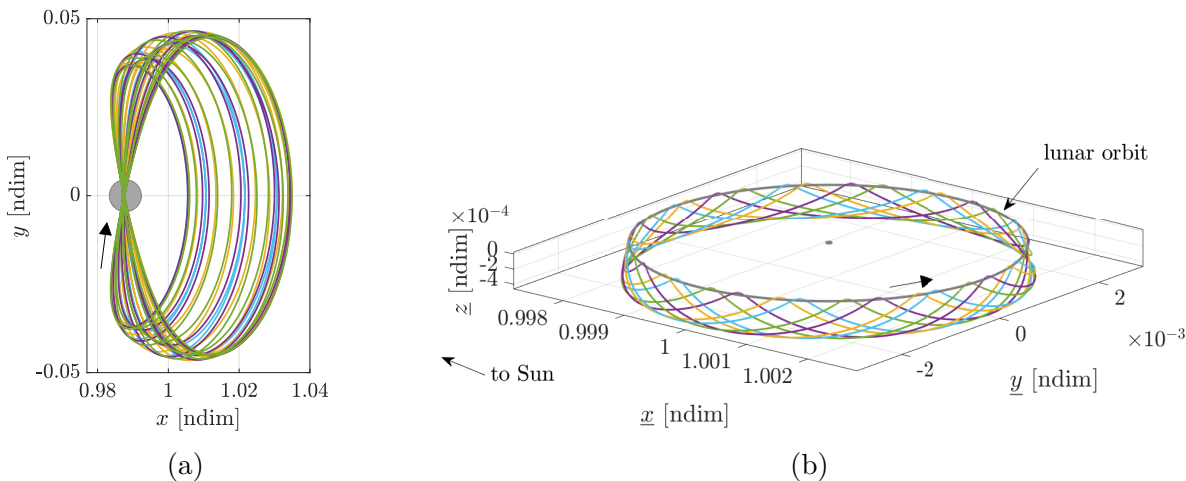 0.05
0
-0.05
y [ndim]
0.98
1
1.02
1.04
x [ndim]
(a)
lunar orbit
×10⁻⁴
0
-2
-4
z [ndim]
0.998
0.999
1
1.001
1.002
x [ndim]
to Sun
-2
0
2
×10⁻³
y [ndim]
(b)